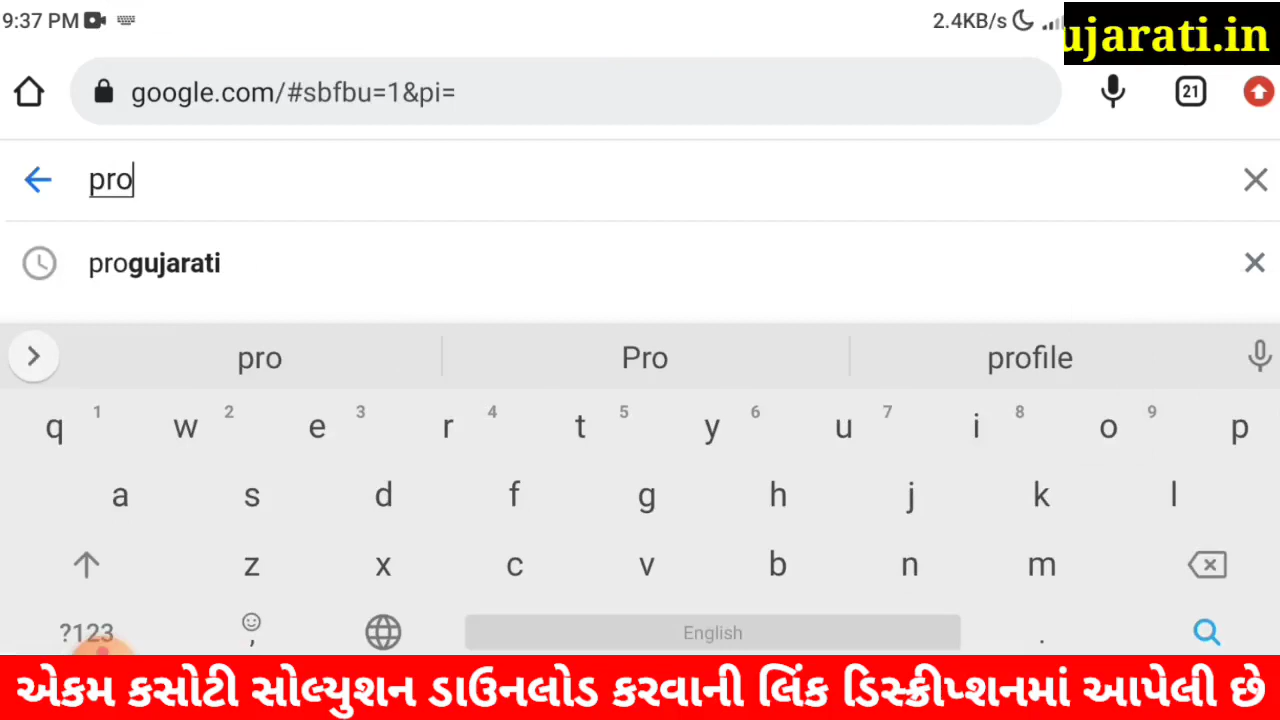 9:37 PM
2.4KB/s
ujarati.in
google.com/#sbfbu=1&pi=
21
pro
progujarati
pro Pro profile
q 1 w 2 e 3 r 4 t 5 y 6 u 7 i 8 o 9 p
a s d f g h j k l
z x c v b n m
?123 , English .
એકમ કસોટી સોલ્યુશન ડાઉનલોડ કરવાની લિંક ડિસ્ક્રીપ્શનમાં આપેલી છે